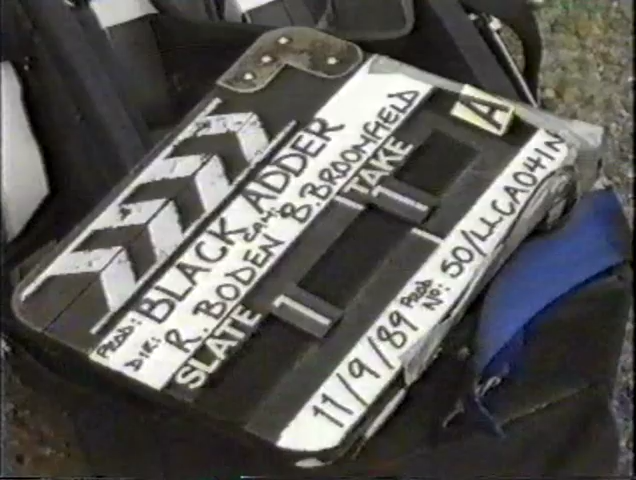 A
PROD: BLACK ADDER
DIR: R. BODEN CAM: B. BROOMFIELD
SLATE 1 TAKE 1
11/9/89 PROD No: 50/LLCA041N